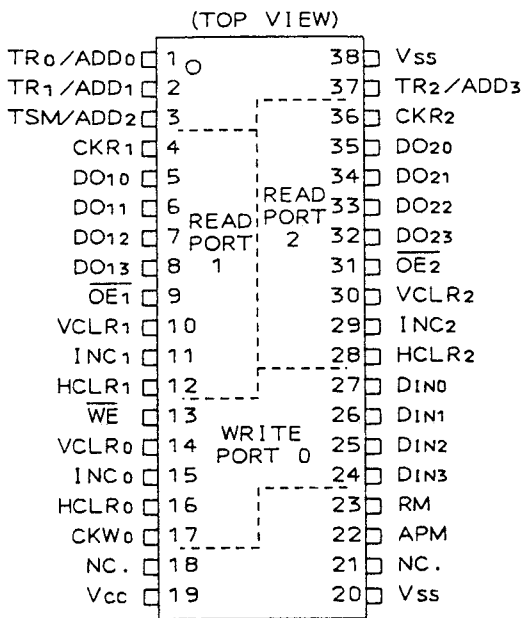 (TOP VIEW)
TR0/ADD0 1 38 Vss
TR1/ADD1 2 37 TR2/ADD3
TSM/ADD2 3 36 CKR2
CKR1 4 35 DO20
DO10 5 34 DO21
DO11 6 33 DO22
DO12 7 32 DO23
DO13 8 31 OE2
OE1 9 30 VCLR2
VCLR1 10 29 INC2
INC1 11 28 HCLR2
HCLR1 12 27 DIN0
WE 13 26 DIN1
VCLR0 14 25 DIN2
INC0 15 24 DIN3
HCLR0 16 23 RM
CKW0 17 22 APM
NC. 18 21 NC.
Vcc 19 20 Vss
READ
PORT
1
READ
PORT
2
WRITE
PORT 0